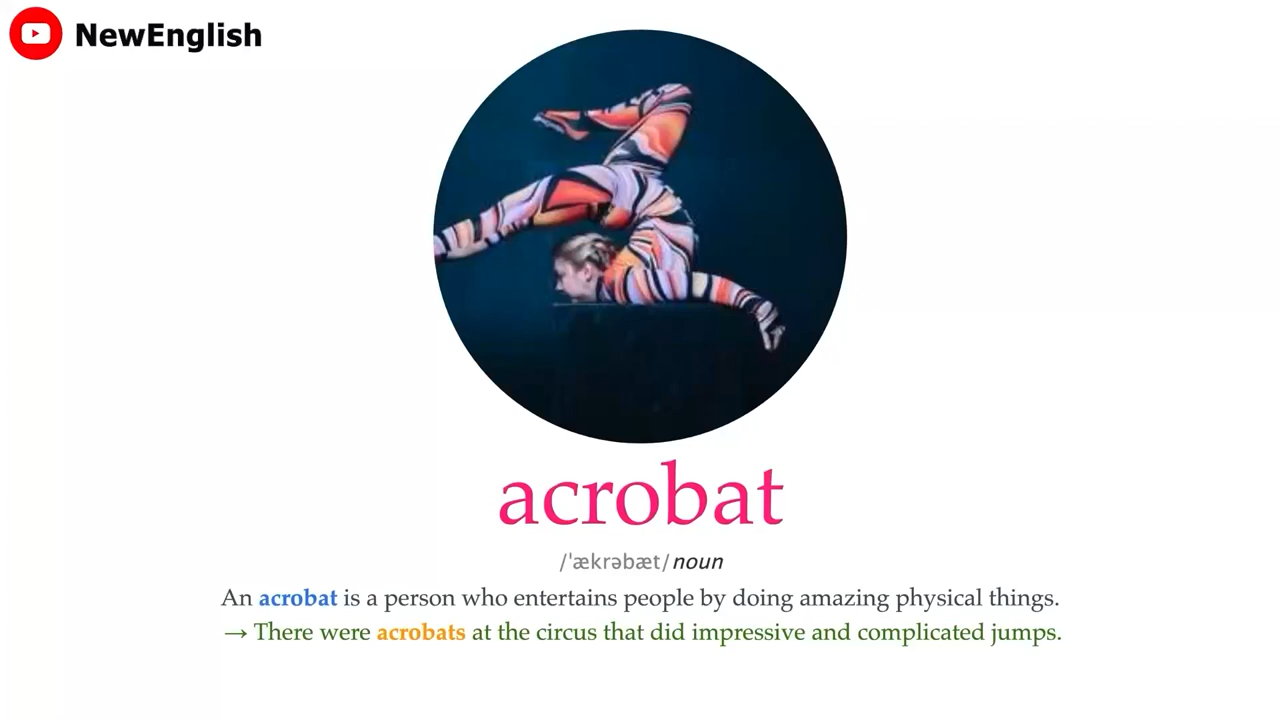 NewEnglish
acrobat
/ˈækrəbæt/noun
An acrobat is a person who entertains people by doing amazing physical things.
→ There were acrobats at the circus that did impressive and complicated jumps.